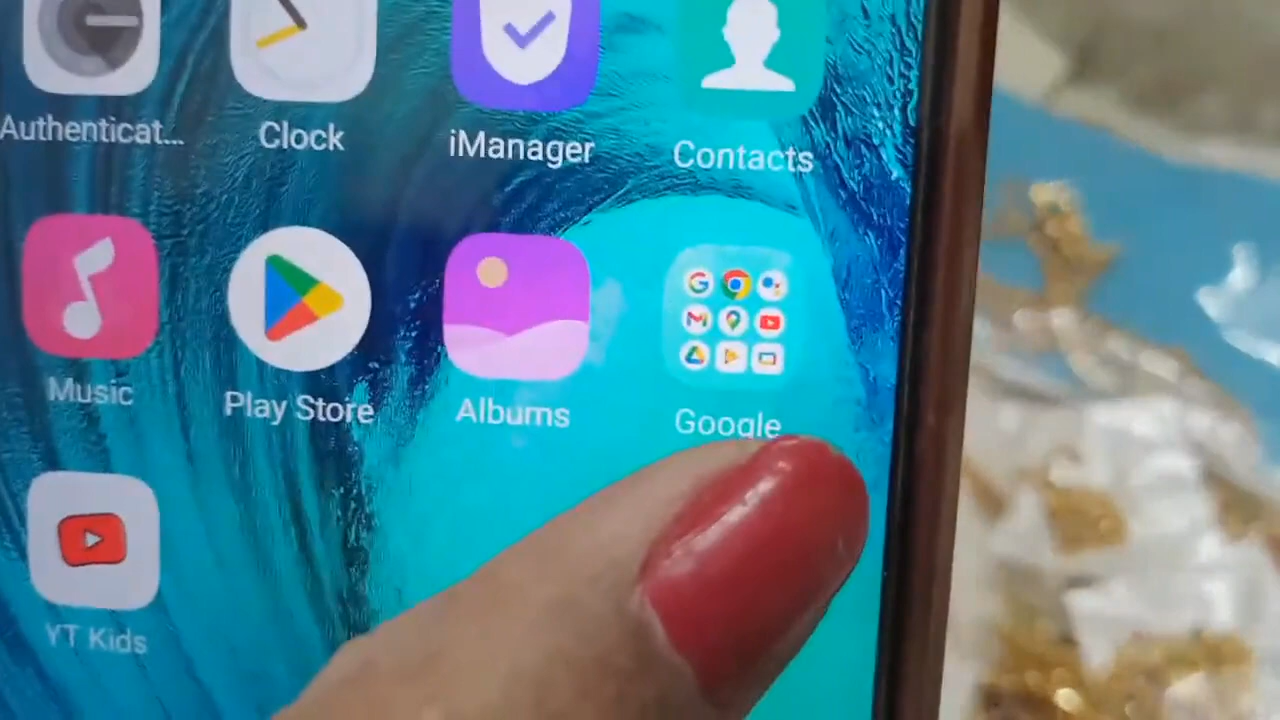 Authenticat...
Clock
iManager
Contacts
Music
Play Store
Albums
Google
YT Kids